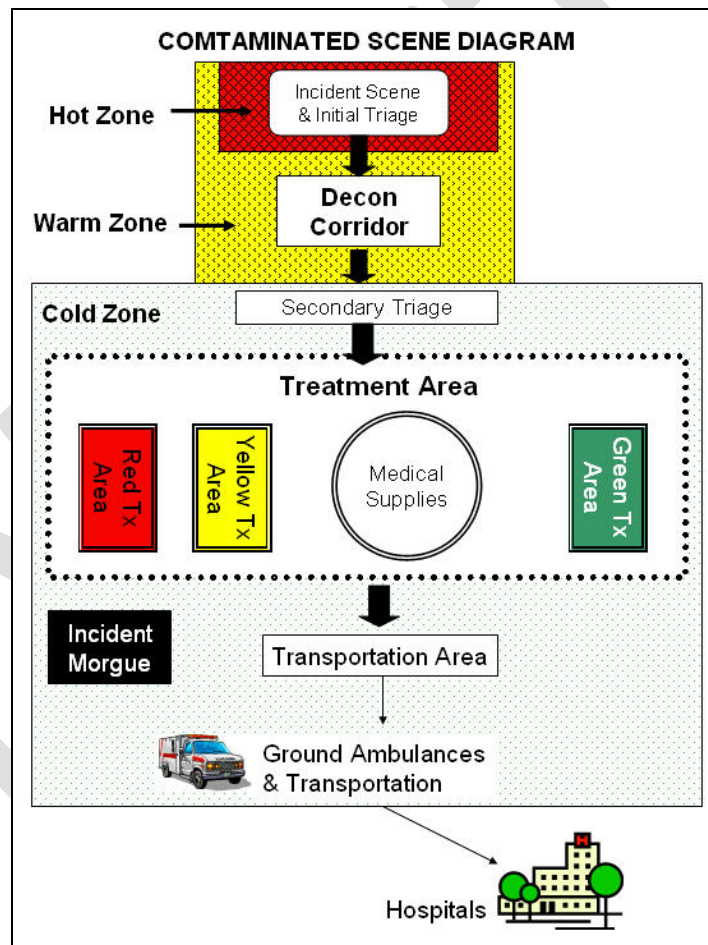 COMTAMINATED SCENE DIAGRAM
Incident Scene
& Initial Triage
Hot Zone
Decon
Corridor
Warm Zone
Secondary Triage
Cold Zone
Treatment Area
Red Tx
Area
Yellow Tx
Area
Medical
Supplies
Green Tx
Area
Incident
Morgue
Transportation Area
Ground Ambulances
& Transportation
H
Hospitals